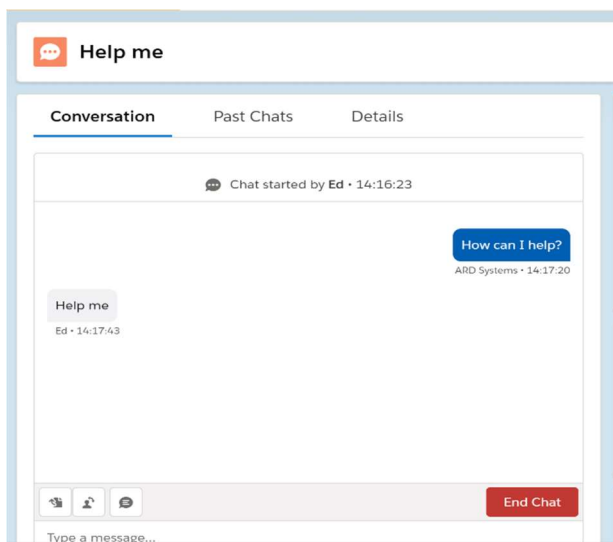 Help me
Conversation Past Chats Details
Chat started by Ed • 14:16:23
How can I help?
ARD Systems • 14:17:20
Help me
Ed • 14:17:43
End Chat
Type a message...